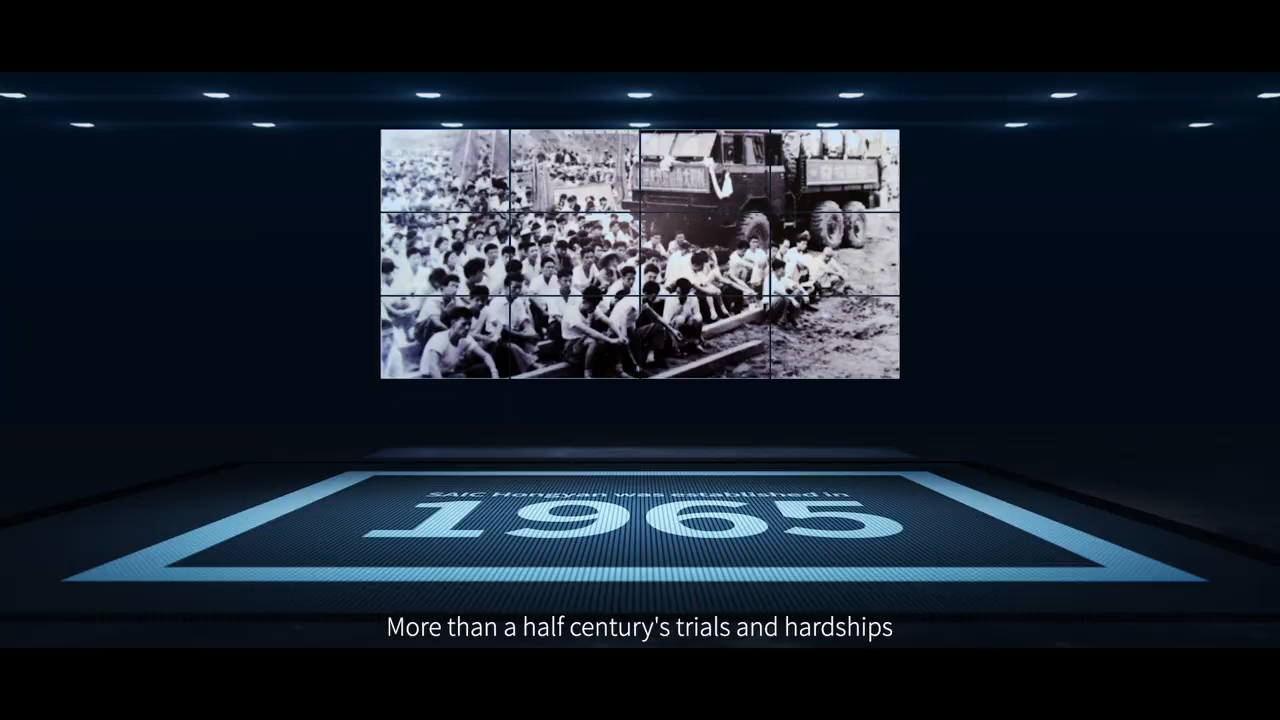 SAIC Hongyan was established in
1965
More than a half century's trials and hardships